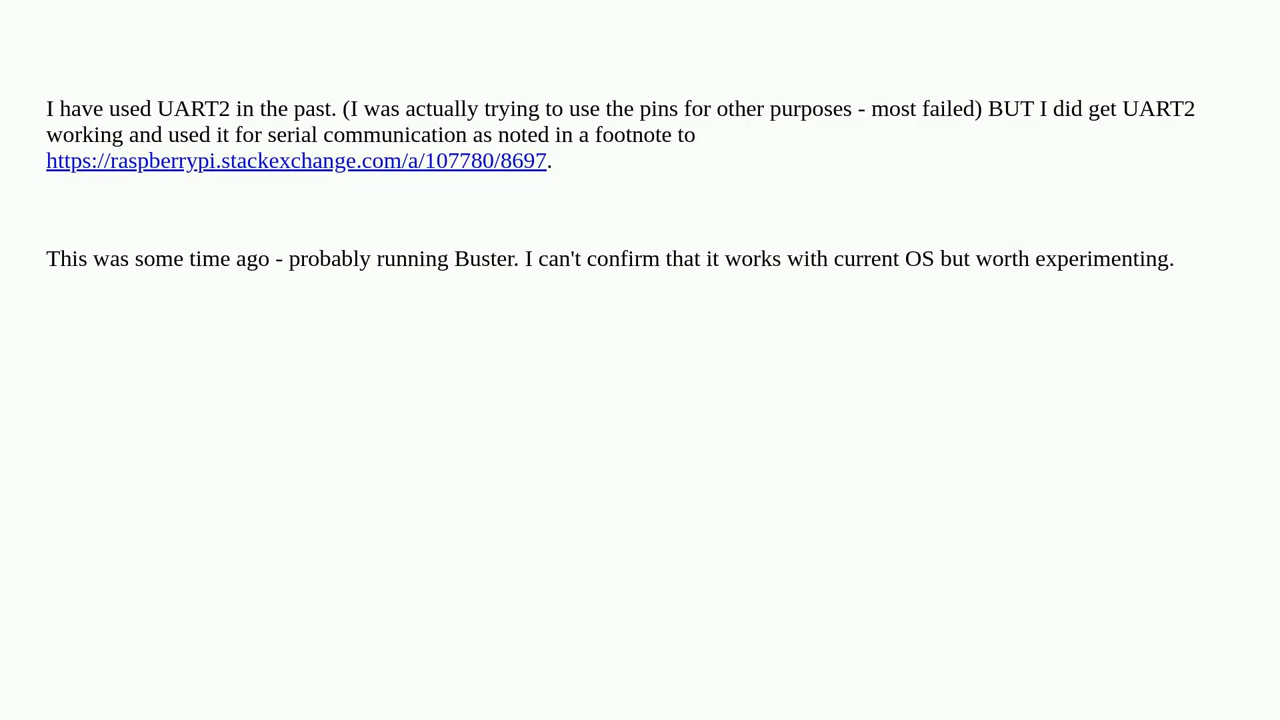 I have used UART2 in the past. (I was actually trying to use the pins for other purposes - most failed) BUT I did get UART2
working and used it for serial communication as noted in a footnote to
https://raspberrypi.stackexchange.com/a/107780/8697.
This was some time ago - probably running Buster. I can't confirm that it works with current OS but worth experimenting.